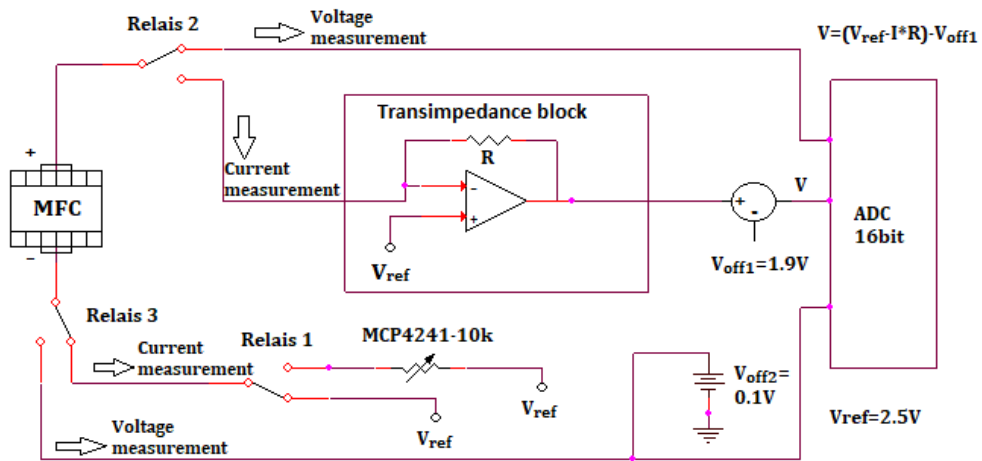 Relais 2
Voltage
measurement
V=(Vref-I*R)-Voff1
Transimpedance block
+
R
Current
measurement
MFC
-
+
Vref
+
-
V
ADC
16bit
Voff1=1.9V
−
Relais 3
Relais 1
MCP4241-10k
Current
measurement
Vref
Vref
Voff2=
0.1V
Vref=2.5V
Voltage
measurement